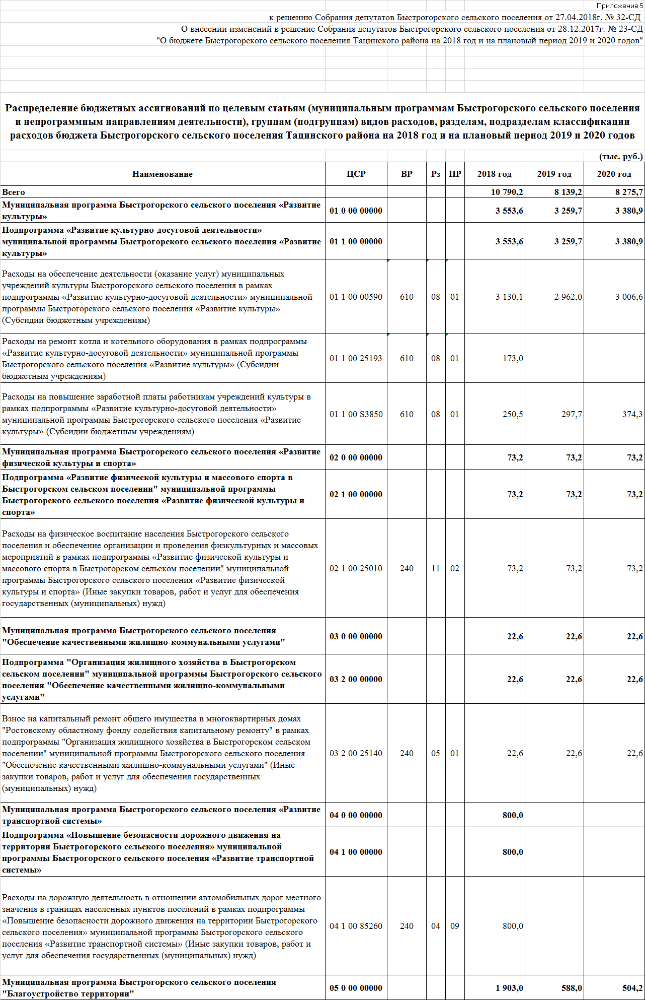 Приложение 5
к решению Собрания депутатов Быстрогорского сельского поселения от 27.04.2018г. № 32-СД
О внесении изменений в решение Собрания депутатов Быстрогорского сельского поселения от 28.12.2017г. № 23-СД
"О бюджете Быстрогорского сельского поселения Тацинского района на 2018 год и на плановый период 2019 и 2020 годов"
Распределение бюджетных ассигнований по целевым статьям (муниципальным программам Быстрогорского сельского поселения
и непрограммным направлениям деятельности), группам (подгруппам) видов расходов, разделам, подразделам классификации
расходов бюджета Быстрогорского сельского поселения Тацинского района на 2018 год и на плановый период 2019 и 2020 годов
(тыс. руб.)
Наименование ЦСР ВР Рз ПР 2018 год 2019 год 2020 год
Всего 10 790,2 8 139,2 8 275,7
Муниципальная программа Быстрогорского сельского поселения «Развитие
культуры»
01 0 00 00000 3 553,6 3 259,7 3 380,9
Подпрограмма «Развитие культурно-досуговой деятельности»
муниципальной программы Быстрогорского сельского поселения «Развитие
культуры»
01 1 00 00000 3 553,6 3 259,7 3 380,9
Расходы на обеспечение деятельности (оказание услуг) муниципальных
учреждений культуры Быстрогорского сельского поселения в рамках
подпрограммы «Развитие культурно-досуговой деятельности» муниципальной
программы Быстрогорского сельского поселения «Развитие культуры»
(Субсидии бюджетным учреждениям)
01 1 00 00590 610 08 01 3 130,1 2 962,0 3 006,6
Расходы на ремонт котла и котельного оборудования в рамках подпрограммы
«Развитие культурно-досуговой деятельности» муниципальной программы
Быстрогорского сельского поселения «Развитие культуры» (Субсидии
бюджетным учреждениям)
01 1 00 25193 610 08 01 173,0
Расходы на повышение заработной платы работникам учреждений культуры в
рамках подпрограммы «Развитие культурно-досуговой деятельности»
муниципальной программы Быстрогорского сельского поселения «Развитие
культуры» (Субсидии бюджетным учреждениям)
01 1 00 S3850 610 08 01 250,5 297,7 374,3
Муниципальная программа Быстрогорского сельского поселения «Развитие
физической культуры и спорта»
02 0 00 00000 73,2 73,2 73,2
Подпрограмма «Развитие физической культуры и массового спорта в
Быстрогорском сельском поселении" муниципальной программы
Быстрогорского сельского поселения «Развитие физической культуры и
спорта»
02 1 00 00000 73,2 73,2 73,2
Расходы на физическое воспитание населения Быстрогорского сельского
поселения и обеспечение организации и проведения физкультурных и массовых
мероприятий в рамках подпрограммы «Развитие физической культуры и
массового спорта в Быстрогорском сельском поселении" муниципальной
программы Быстрогорского сельского поселения «Развитие физической
культуры и спорта» (Иные закупки товаров, работ и услуг для обеспечения
государственных (муниципальных) нужд)
02 1 00 25010 240 11 02 73,2 73,2 73,2
Муниципальная программа Быстрогорского сельского поселения
"Обеспечение качественными жилищно-коммунальными услугами"
03 0 00 00000 22,6 22,6 22,6
Подпрограмма "Организация жилищного хозяйства в Быстрогорском
сельском поселении" муниципальной программы Быстрогорского сельского
поселения "Обеспечение качественными жилищно-коммунальными
услугами"
03 2 00 00000 22,6 22,6 22,6
Взнос на капитальный ремонт общего имущества в многоквартирных домах
"Ростовскому областному фонду содействия капитальному ремонту" в рамках
подпрограммы "Организация жилищного хозяйства в Быстрогорском сельском
поселении" муниципальной программы Быстрогорского сельского поселения
"Обеспечение качественными жилищно-коммунальными услугами" (Иные
закупки товаров, работ и услуг для обеспечения государственных
(муниципальных) нужд)
03 2 00 25140 240 05 01 22,6 22,6 22,6
Муниципальная программа Быстрогорского сельского поселения «Развитие
транспортной системы»
04 0 00 00000 800,0
Подпрограмма «Повышение безопасности дорожного движения на
территории Быстрогорского сельского поселения» муниципальной
программы Быстрогорского сельского поселения «Развитие транспортной
системы»
04 1 00 00000 800,0
Расходы на дорожную деятельность в отношении автомобильных дорог местного
значения в границах населенных пунктов поселений в рамках подпрограммы
«Повышение безопасности дорожного движения на территории Быстрогорского
сельского поселения» муниципальной программы Быстрогорского сельского
поселения «Развитие транспортной системы» (Иные закупки товаров, работ и
услуг для обеспечения государственных (муниципальных) нужд)
04 1 00 85260 240 04 09 800,0
Муниципальная программа Быстрогорского сельского поселения
"Благоустройство территории"
05 0 00 00000 1 903,0 588,0 504,2